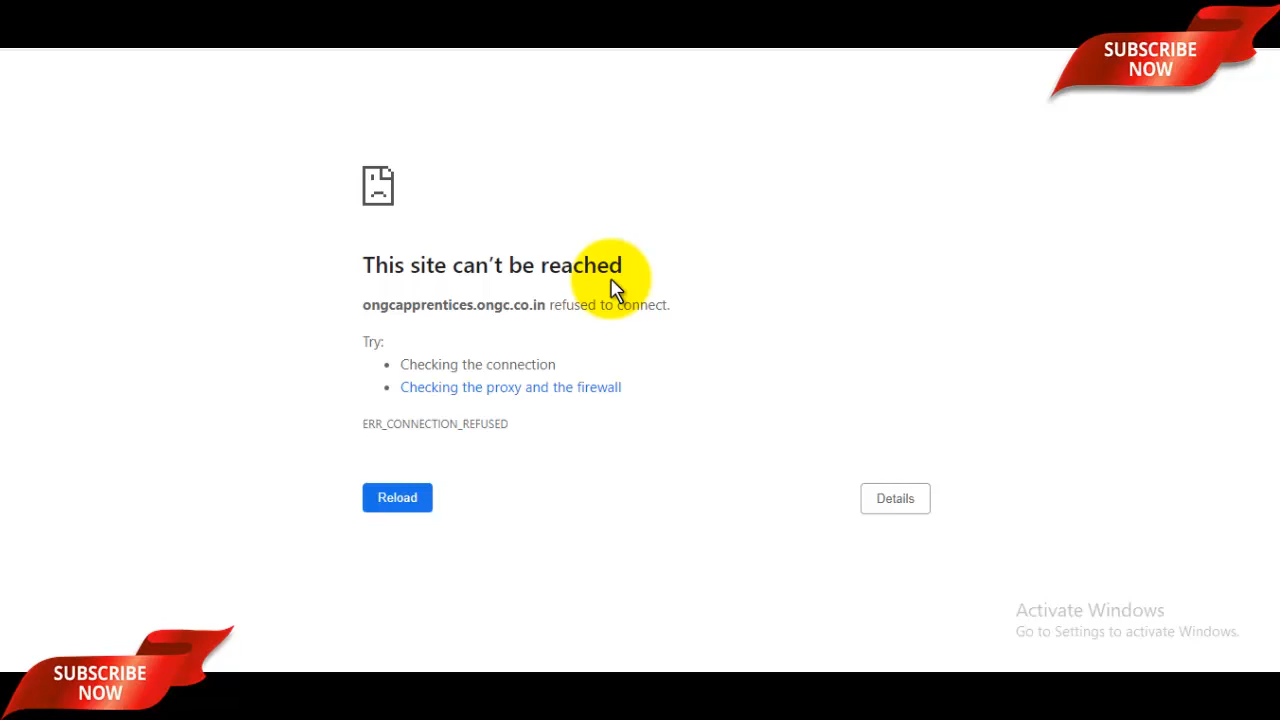 SUBSCRIBE
NOW
This site can’t be reached
ongcapprentices.ongc.co.in refused to connect.
Try:
Checking the connection
Checking the proxy and the firewall
ERR_CONNECTION_REFUSED
Reload
Details
Activate Windows
Go to Settings to activate Windows.
SUBSCRIBE
NOW